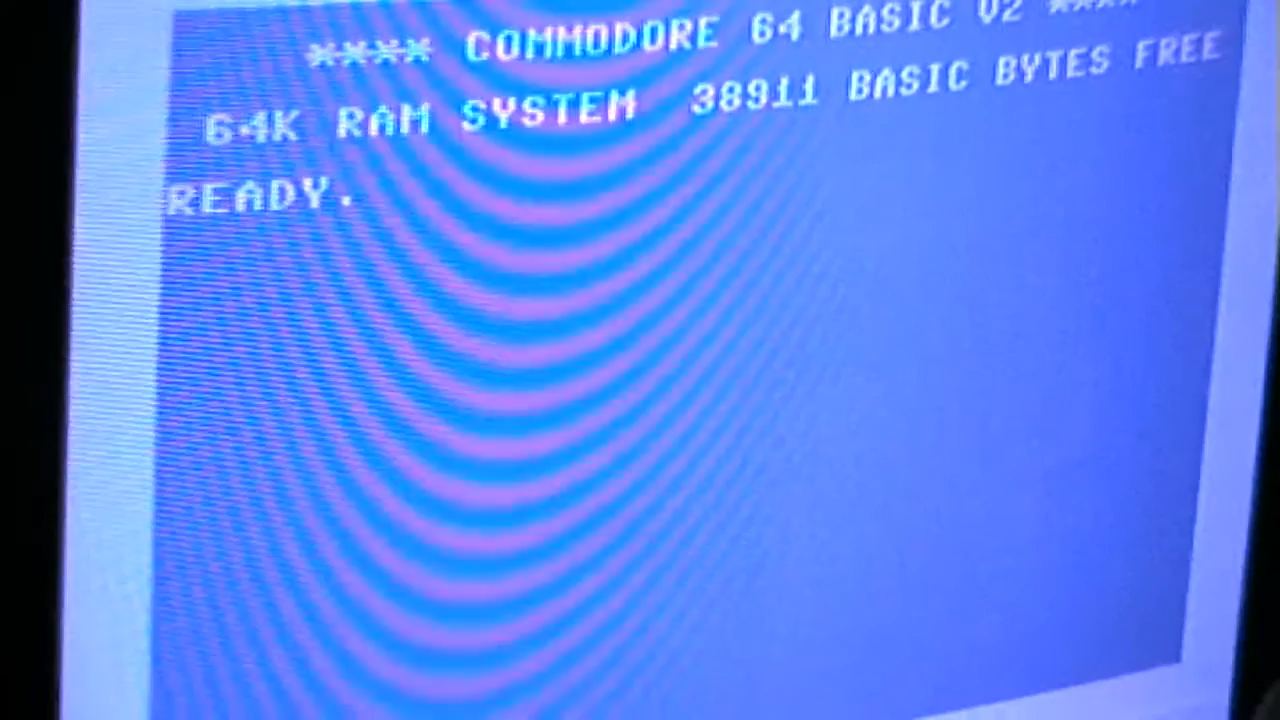 **** COMMODORE 64 BASIC V2 ****
64K RAM SYSTEM  38911 BASIC BYTES FREE
READY.